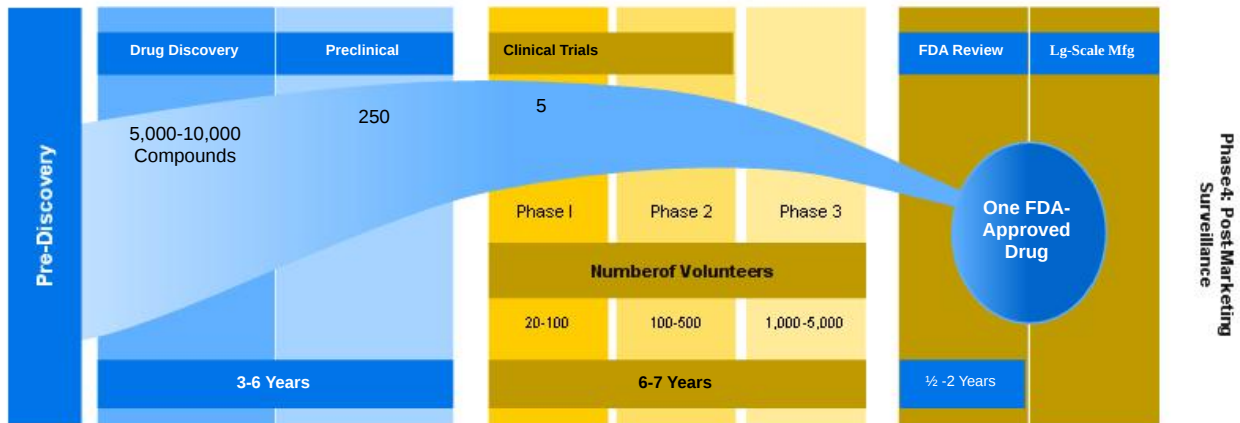 Pre-Discovery
Drug Discovery
Preclinical
Clinical Trials
FDA Review
Lg-Scale Mfg
5,000-10,000
Compounds
250
5
Phase I
Phase 2
Phase 3
Numberof Volunteers
20-100
100-500
1,000-5,000
3-6 Years
6-7 Years
½ -2 Years
One FDA-
Approved
Drug
Phase4: Post-Marketing
Surveillance